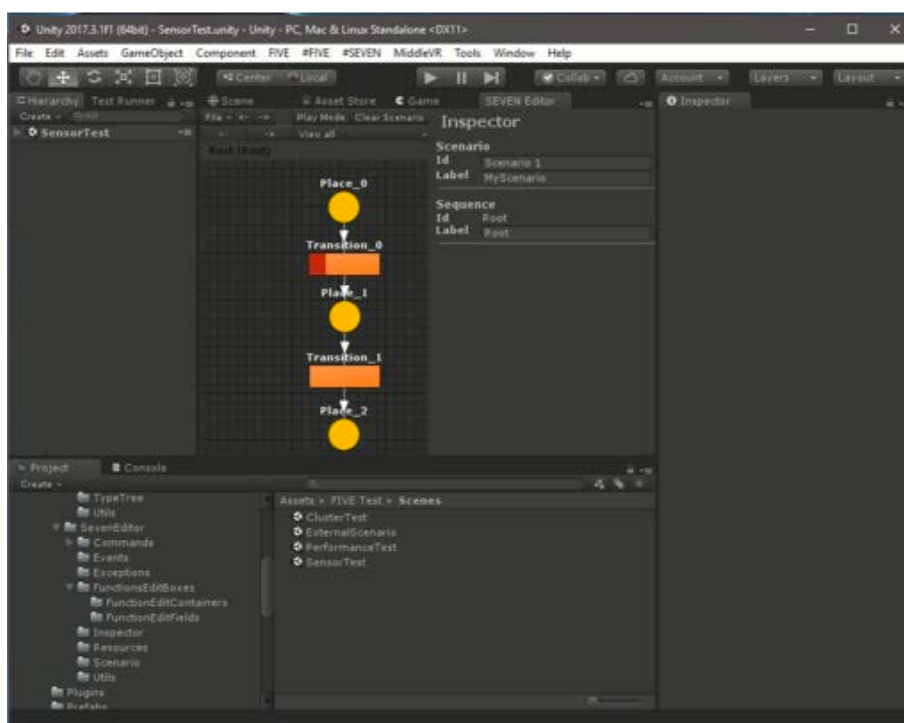 Unity 2017.3.1f1 (64bit) - SensorTest.unity - Unity - PC, Mac & Linux Standalone <DX11>
File Edit Assets GameObject Component FIVE #FIVE #SEVEN MiddleVR Tools Window Help
Center Local Collab Account Layers Layout
Hierarchy Test Runner Scene Asset Store Game SEVEN Editor Inspector
Create
SensorTest
File Play Mode Clear Scenario
View all
Root (Root)
Place_0
Transition_0
Place_1
Transition_1
Place_2
Inspector
Scenario
Id Scenario 1
Label MyScenario
Sequence
Id Root
Label Root
Project Console
Create
TypeTree
Utils
SevenEditor
Commands
Events
Exceptions
FunctionsEditBoxes
FunctionEditContainers
FunctionEditFields
Inspector
Resources
Scenario
Utils
Plugins
Prefabs
Assets FIVE Test Scenes
ClusterTest
ExternalScenario
PerformanceTest
SensorTest